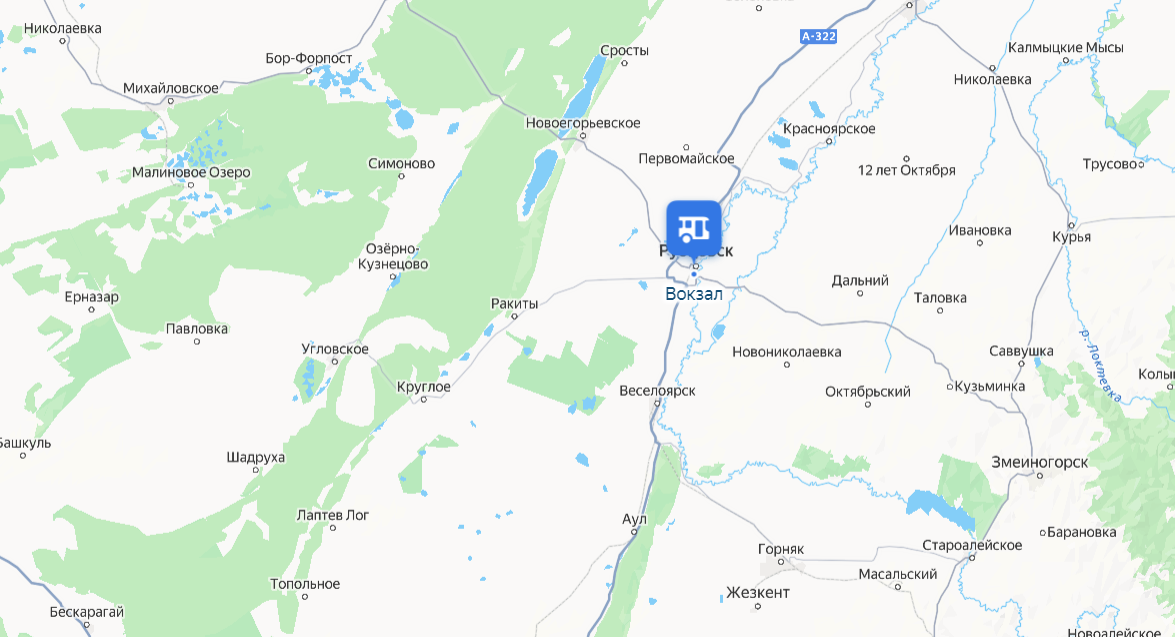 Николаевка
Бор-Форпост
Сросты
А-322
Калмыцкие Мысы
Николаевка
Михайловское
Новоегорьевское
Красноярское
Первомайское
12 лет Октября
Трусово
Симоново
Малиновое Озеро
Ивановка
Курья
Озёрно-
Кузнецово
Вокзал
Дальний
Таловка
Ерназар
Ракиты
Павловка
Угловское
Новониколаевка
Саввушка
р. Локтевка
Круглое
Веселоярск
Октябрьский
Кузьминка
Шадруха
Змеиногорск
Лаптев Лог
Аул
Горняк
Староалейское
Барановка
Масальский
Топольное
Жезкент
Бескарагай
Новоалейское